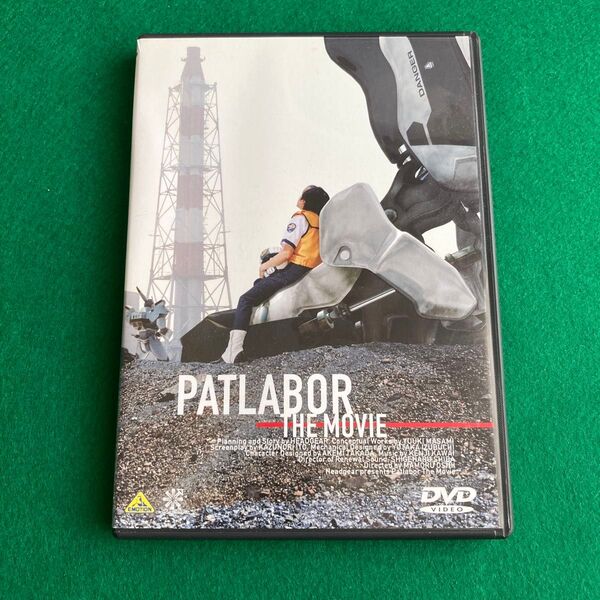 DANGER
PATLABOR
THE MOVIE
Planning and Story by HEADGEAR. Conceptual Works by YUUKI MASAMI
Screenplay by KAZUNORI ITO. Mechanical Designed by YUTAKA IZUBUCHI
Character Designed by AKEMI TAKADA. Music by KENJI KAWAI
Director of Renewal Sound: SHIGEHARU SHIBA
Directed by MAMORU OSHII
Headgear presents Patlabor The Movie
EMOTION
DVD
VIDEO